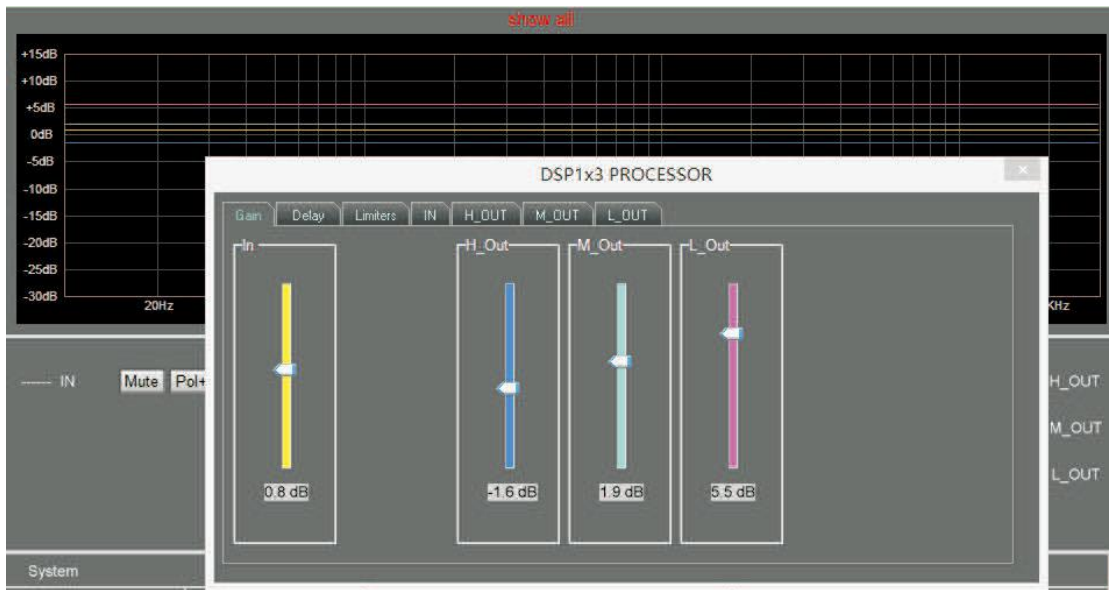 show all
+15dB
+10dB
+5dB
0dB
-5dB
-10dB
-15dB
-20dB
-25dB
-30dB
20Hz
KHz
DSP1x3 PROCESSOR
Gain Delay Limiters IN H_OUT M_OUT L_OUT
In H_Out M_Out L_Out
0.8 dB -1.6 dB 1.9 dB 5.5 dB
IN Mute Pol+
H_OUT
M_OUT
L_OUT
System